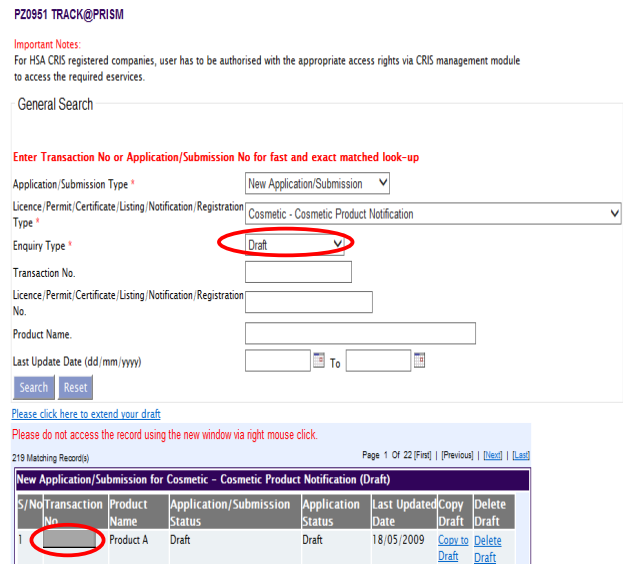 PZ0951 TRACK@PRISM
Important Notes:
For HSA CRIS registered companies, user has to be authorised with the appropriate access rights via CRIS management module
to access the required eservices.
General Search
Enter Transaction No or Application/Submission No for fast and exact matched look-up
Application/Submission Type * New Application/Submission
Licence/Permit/Certificate/Listing/Notification/Registration
Type * Cosmetic - Cosmetic Product Notification
Enquiry Type * Draft
Transaction No.
Licence/Permit/Certificate/Listing/Notification/Registration
No.
Product Name.
Last Update Date (dd/mm/yyyy) To
Search Reset
Please click here to extend your draft
Please do not access the record using the new window via right mouse click.
219 Matching Record(s) Page 1 Of 22 [First] | [Previous] | [Next] | [Last]
New Application/Submission for Cosmetic - Cosmetic Product Notification (Draft)
S/No Transaction Product Application/Submission Application Last Updated Copy Delete
No Name Status Status Date Draft Draft
1 Product A Draft Draft 18/05/2009 Copy to Delete
Draft Draft